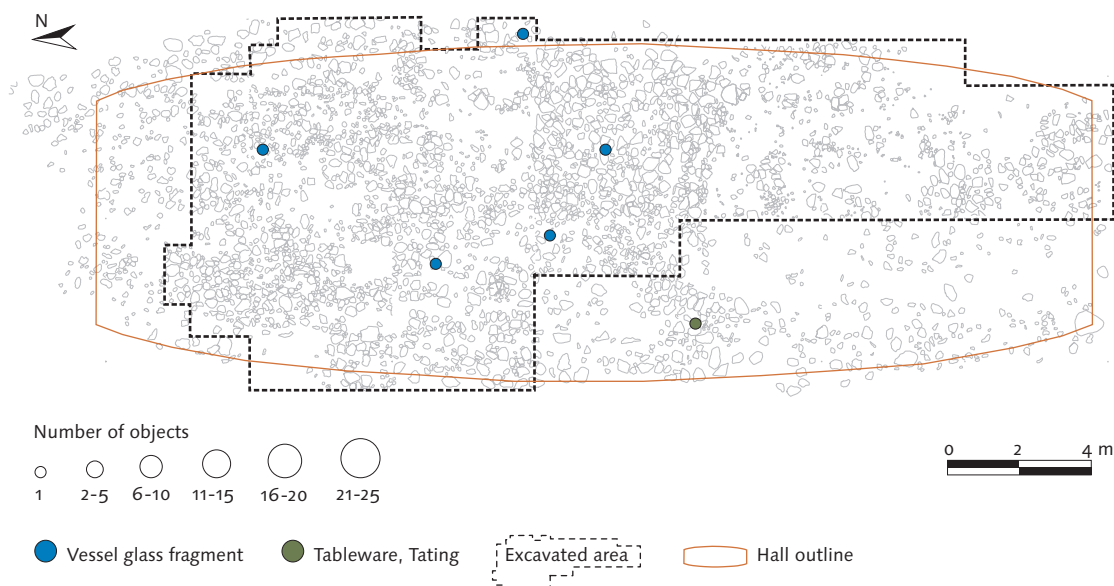 N
Number of objects
0 2 4 m
1 2-5 6-10 11-15 16-20 21-25
Vessel glass fragment Tableware, Tating Excavated area Hall outline